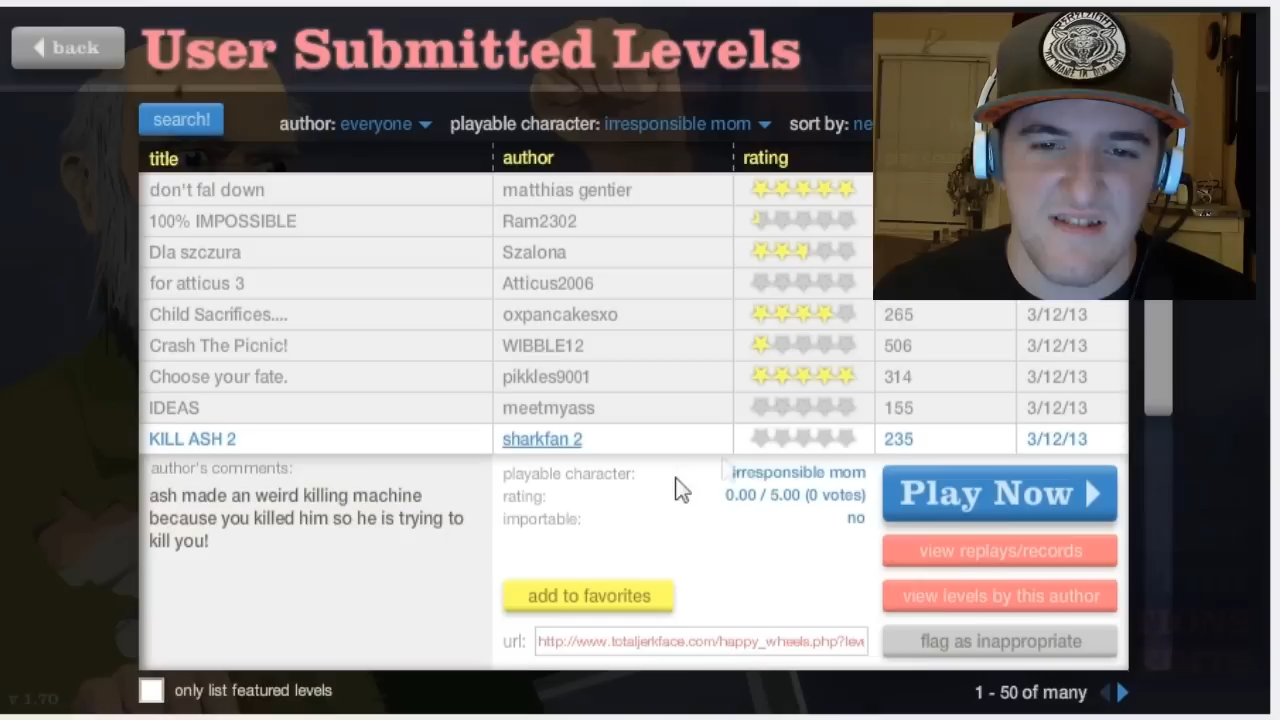 back
User Submitted Levels
search!
author: everyone
playable character: irresponsible mom
sort by: ne
title
author
rating
don't fal down
matthias gentier
100% IMPOSSIBLE
Ram2302
Dla szczura
Szalona
for atticus 3
Atticus2006
Child Sacrifices....
oxpancakesxo
265
3/12/13
Crash The Picnic!
WIBBLE12
506
3/12/13
Choose your fate.
pikkles9001
314
3/12/13
IDEAS
meetmyass
155
3/12/13
KILL ASH 2
sharkfan 2
235
3/12/13
author's comments:
ash made an weird killing machine
because you killed him so he is trying to
kill you!
playable character:
irresponsible mom
rating:
0.00 / 5.00 (0 votes)
importable:
no
Play Now
view replays/records
add to favorites
view levels by this author
url:
http://www.totaljerkface.com/happy_wheels.php?lev
flag as inappropriate
only list featured levels
1 - 50 of many
v 1.70